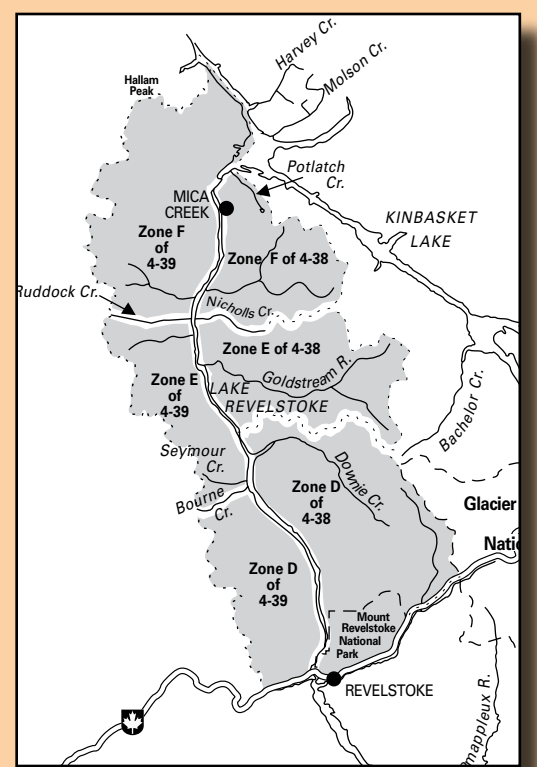 Harvey Cr.
Molson Cr.
Hallam
Peak
Potlatch
Cr.
MICA
CREEK
KINBASKET
LAKE
Zone F
of
4-39
Zone F of 4-38
Ruddock Cr.
Nicholls Cr.
Zone E of 4-38
Zone E
of
4-39
Goldstream R.
LAKE
REVELSTOKE
Bachelor Cr.
Seymour
Cr.
Bourne
Cr.
Downie Cr.
Zone D
of
4-38
Glacier
Natio
Zone D
of
4-39
Mount
Revelstoke
National
Park
REVELSTOKE
mappleux R.